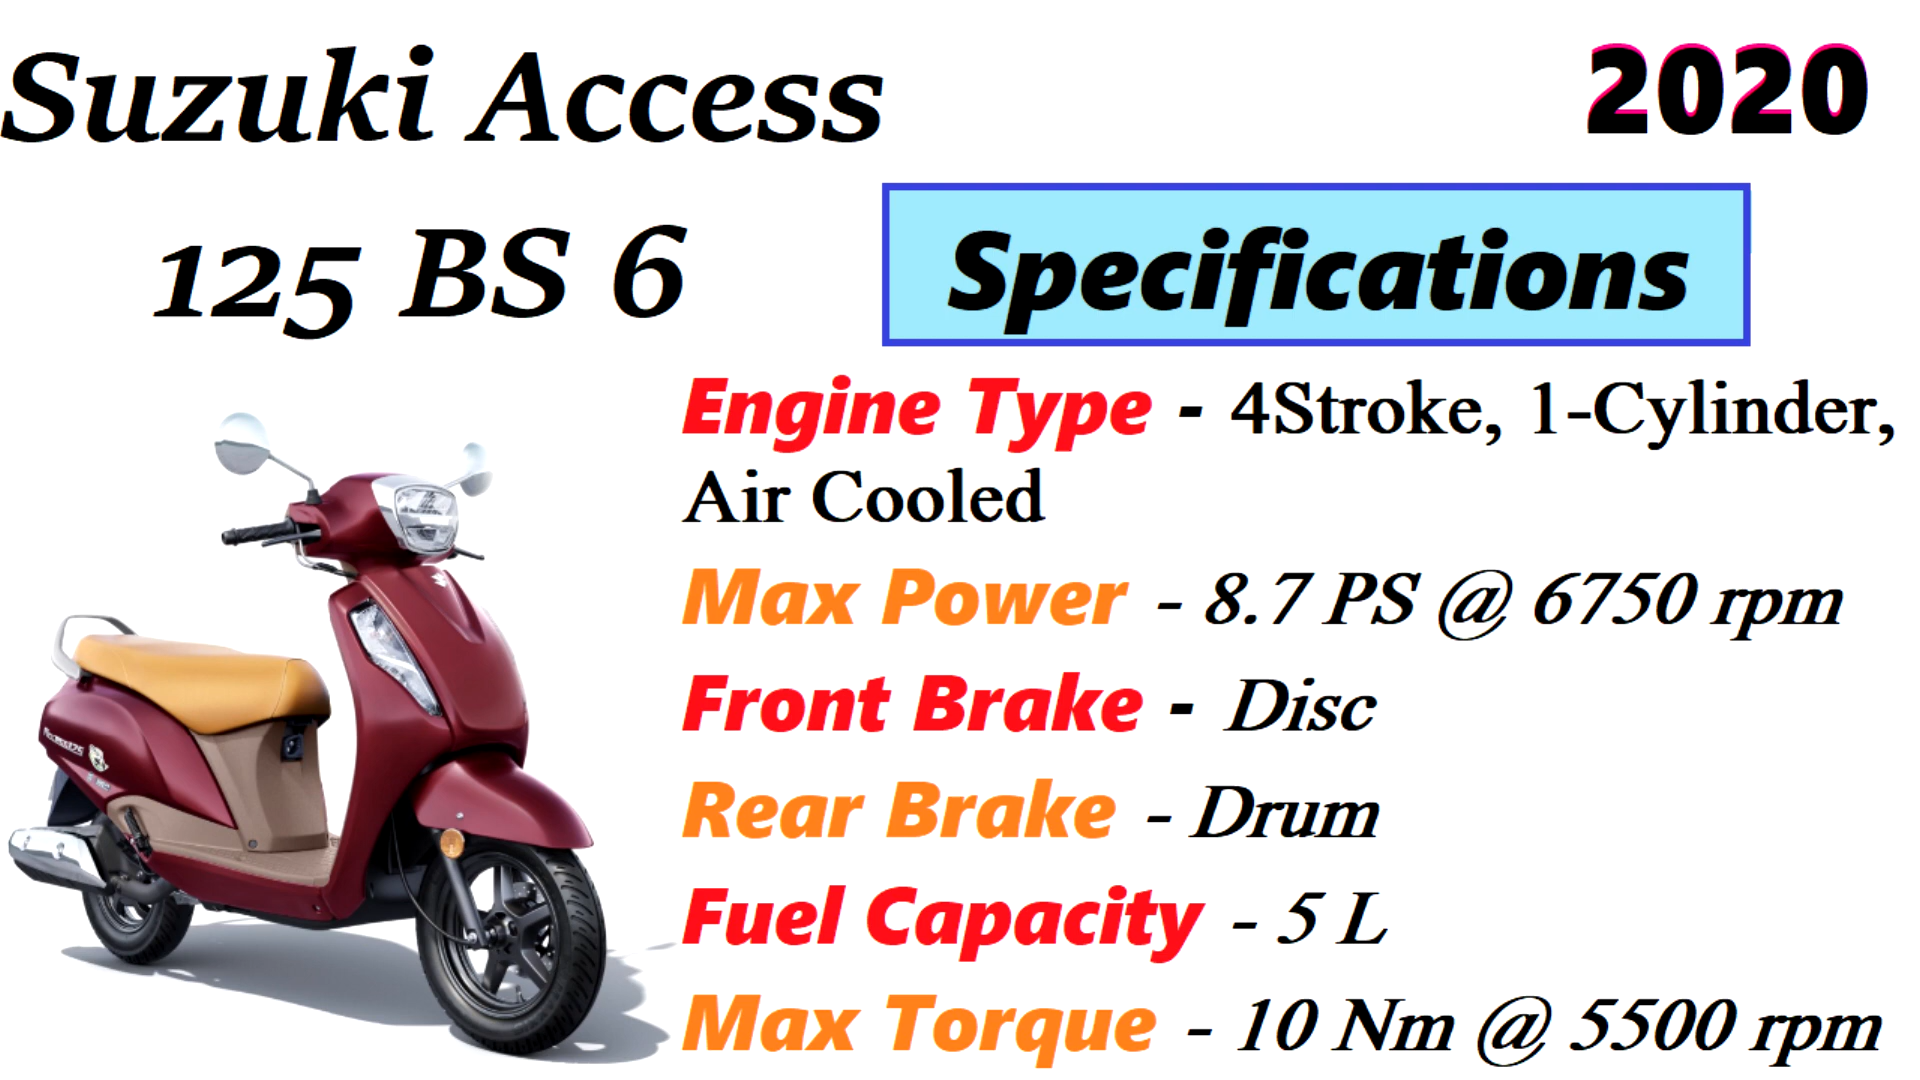 Suzuki Access
2020
125 BS 6
Specifications
Engine Type - 4Stroke, 1-Cylinder,
Air Cooled
Max Power - 8.7 PS @ 6750 rpm
Front Brake - Disc
Rear Brake - Drum
Fuel Capacity - 5 L
Max Torque - 10 Nm @ 5500 rpm